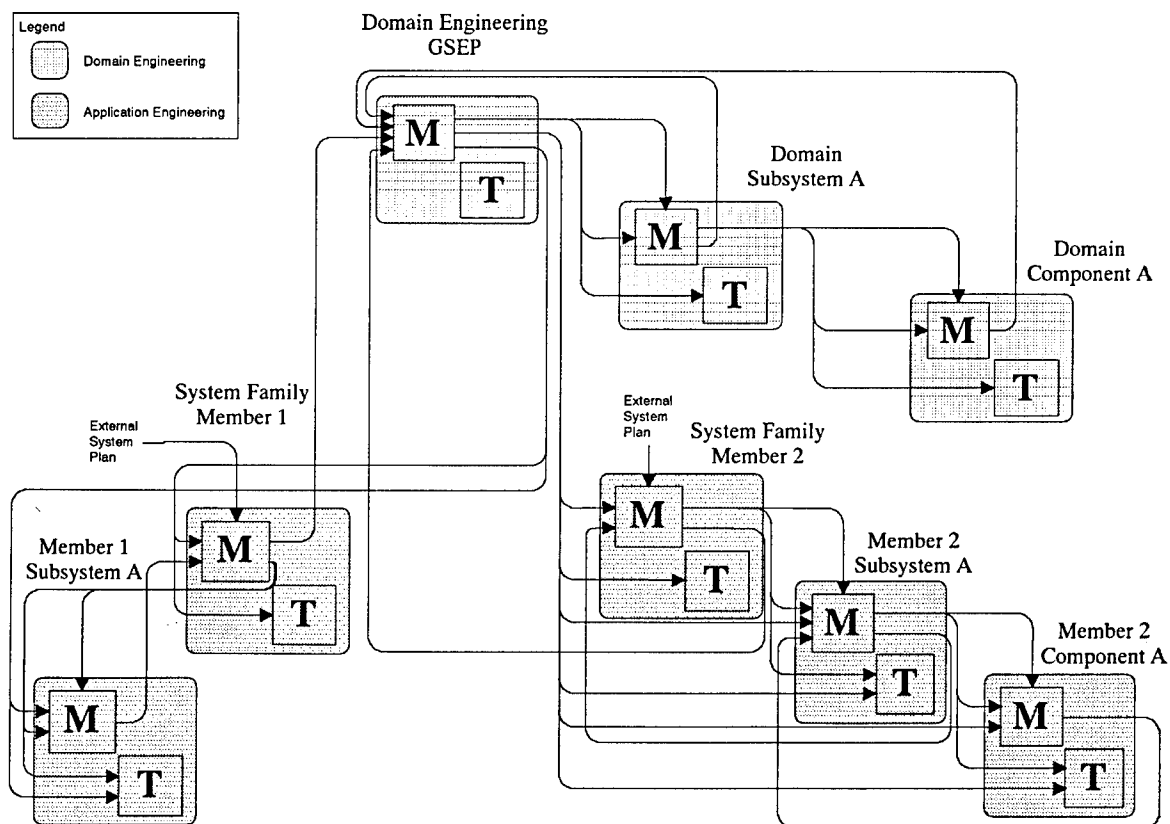 Legend
Domain Engineering
Application Engineering
Domain Engineering
GSEP
M
T
Domain
Subsystem A
M
T
Domain
Component A
M
T
System Family
Member 1
External
System
Plan
M
T
Member 1
Subsystem A
M
T
External
System
Plan
System Family
Member 2
M
T
Member 2
Subsystem A
M
T
Member 2
Component A
M
T